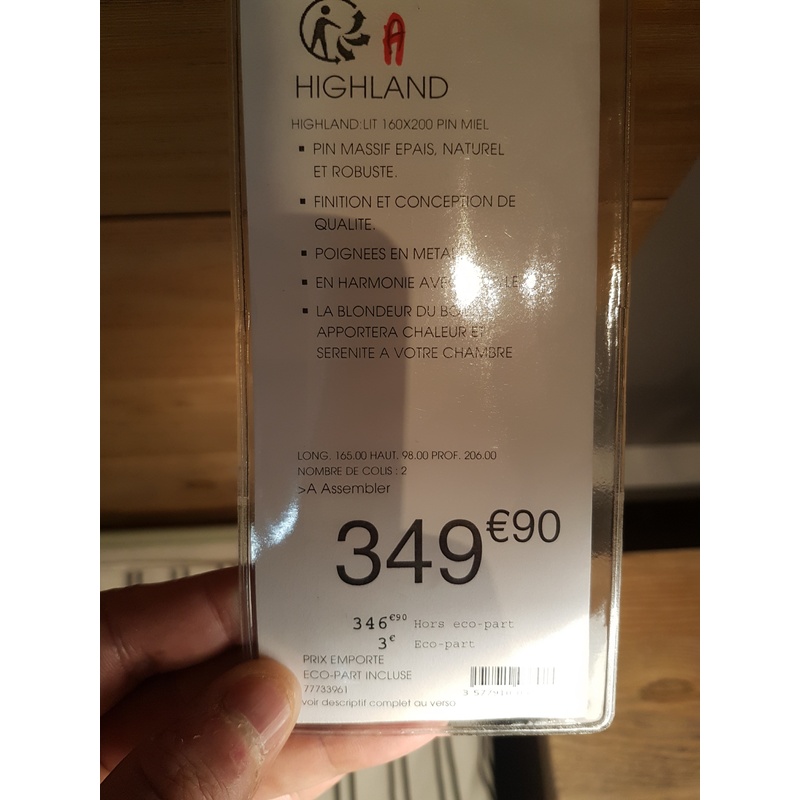 A
HIGHLAND
HIGHLAND:LIT 160X200 PIN MIEL
▪ PIN MASSIF EPAIS, NATUREL
ET ROBUSTE.
▪ FINITION ET CONCEPTION DE
QUALITE.
▪ POIGNEES EN
▪ EN HARMONIE
▪ LA BLONDEUR DU
APPORTERA CHALEUR ET
SERENITE A VOTRE CHAMBRE
LONG. 165.00 HAUT. 98.00 PROF. 206.00
NOMBRE DE COLIS : 2
>A Assembler
349€90
346€90 Hors eco-part
3€ Eco-part
PRIX EMPORTE
ECO-PART INCLUSE
77733961
voir descriptif complet au verso